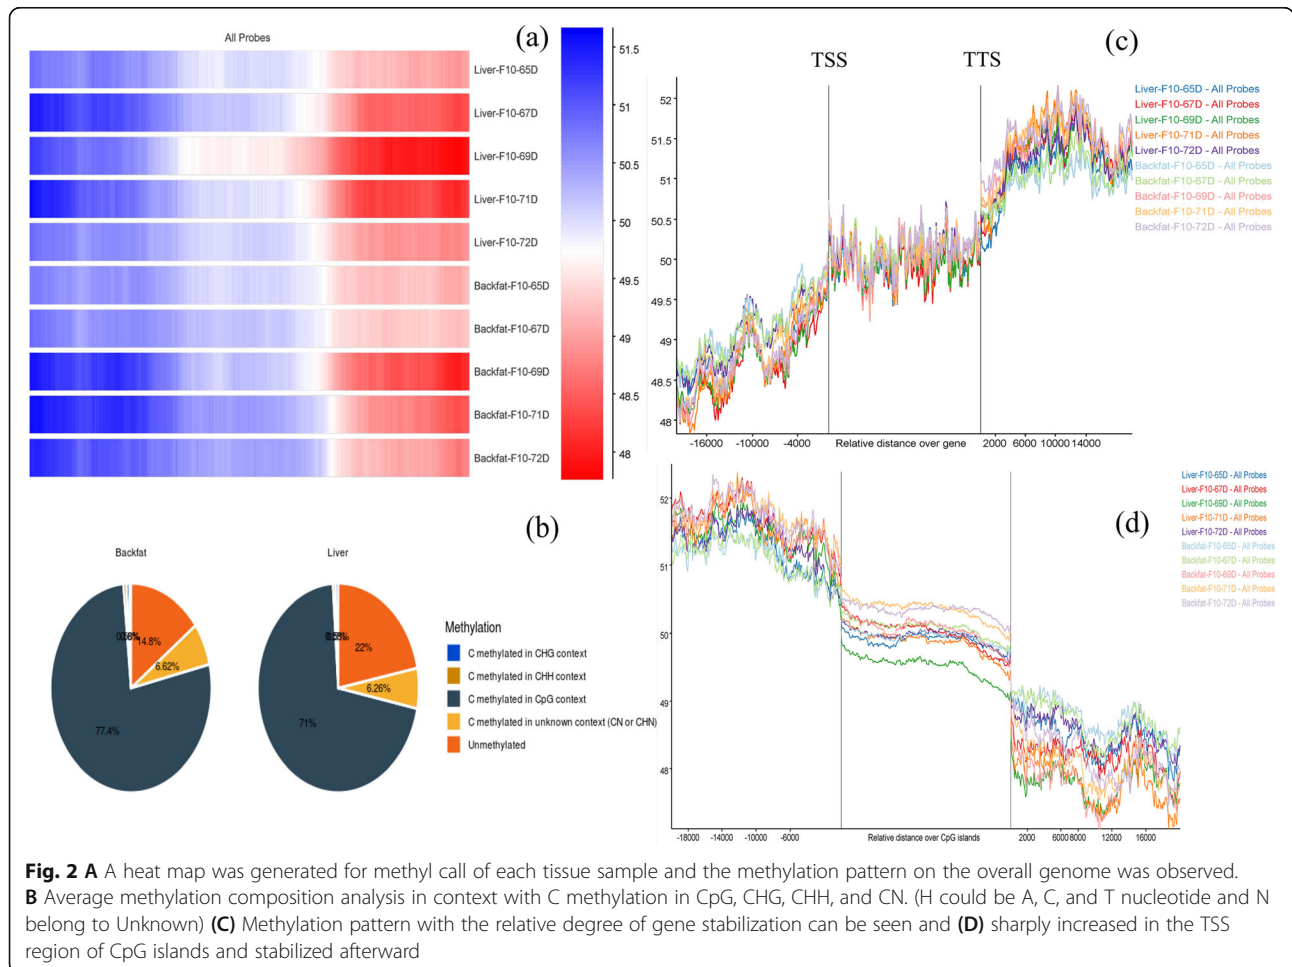 (a)
All Probes
Liver-F10-65D
Liver-F10-67D
Liver-F10-69D
Liver-F10-71D
Liver-F10-72D
Backfat-F10-65D
Backfat-F10-67D
Backfat-F10-69D
Backfat-F10-71D
Backfat-F10-72D
51.5
51
50.5
50
49.5
49
48.5
48
(b)
Backfat
Liver
14.8%
6.62%
77.4%
22%
6.26%
71%
Methylation
C methylated in CHG context
C methylated in CHH context
C methylated in CpG context
C methylated in unknown context (CN or CHN)
Unmethylated
(c)
TSS
TTS
52
51.5
51
50.5
50
49.5
49
48.5
48
-16000 -10000 -4000 Relative distance over gene 2000 6000 10000 14000
Liver-F10-65D - All Probes
Liver-F10-67D - All Probes
Liver-F10-69D - All Probes
Liver-F10-71D - All Probes
Liver-F10-72D - All Probes
Backfat-F10-65D - All Probes
Backfat-F10-67D - All Probes
Backfat-F10-69D - All Probes
Backfat-F10-71D - All Probes
Backfat-F10-72D - All Probes
(d)
52
51
50
49
48
-18000 -14000 -10000 -6000 Relative distance over CpG islands 2000 6000 8000 12000 16000
Liver-F10-65D - All Probes
Liver-F10-67D - All Probes
Liver-F10-69D - All Probes
Liver-F10-71D - All Probes
Liver-F10-72D - All Probes
Backfat-F10-65D - All Probes
Backfat-F10-67D - All Probes
Backfat-F10-69D - All Probes
Backfat-F10-71D - All Probes
Backfat-F10-72D - All Probes
Fig. 2 A A heat map was generated for methyl call of each tissue sample and the methylation pattern on the overall genome was observed.
B Average methylation composition analysis in context with C methylation in CpG, CHG, CHH, and CN. (H could be A, C, and T nucleotide and N
belong to Unknown) (C) Methylation pattern with the relative degree of gene stabilization can be seen and (D) sharply increased in the TSS
region of CpG islands and stabilized afterward